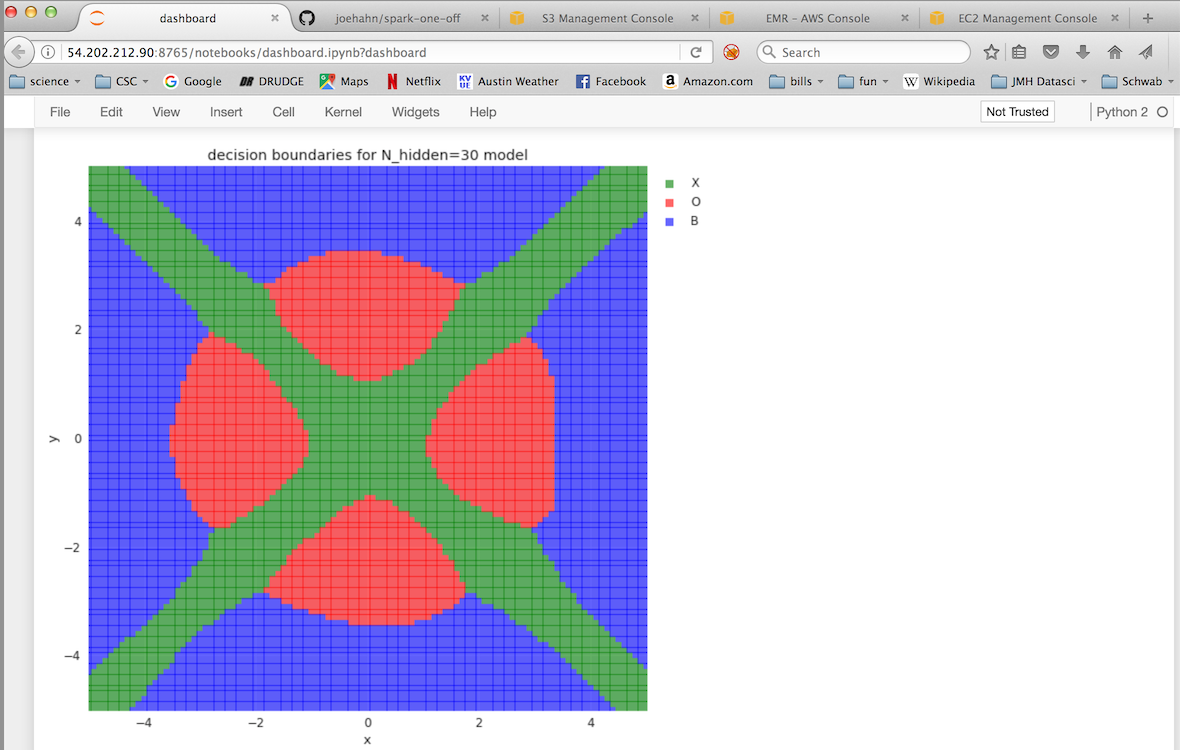 dashboard × joehahn/spark-one-off × S3 Management Console × EMR – AWS Console × EC2 Management Console × +
54.202.212.90:8765/notebooks/dashboard.ipynb?dashboard Search
science CSC Google DR DRUDGE Maps N Netflix KV UE Austin Weather Facebook a Amazon.com bills fun W Wikipedia JMH Datasci Schwab
File Edit View Insert Cell Kernel Widgets Help Not Trusted Python 2
decision boundaries for N_hidden=30 model
X
O
B
4
2
y 0
−2
−4
−4 −2 0 2 4
x